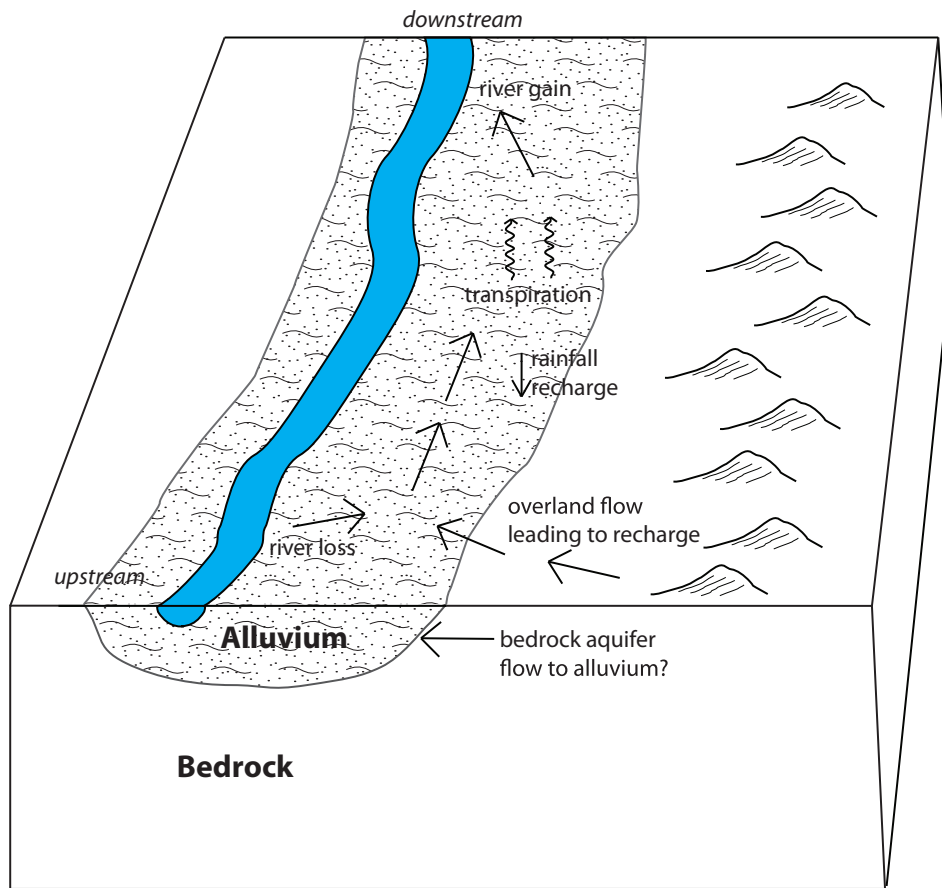 downstream
river gain
transpiration
rainfall
recharge
overland flow
leading to recharge
river loss
upstream
Alluvium
bedrock aquifer
flow to alluvium?
Bedrock